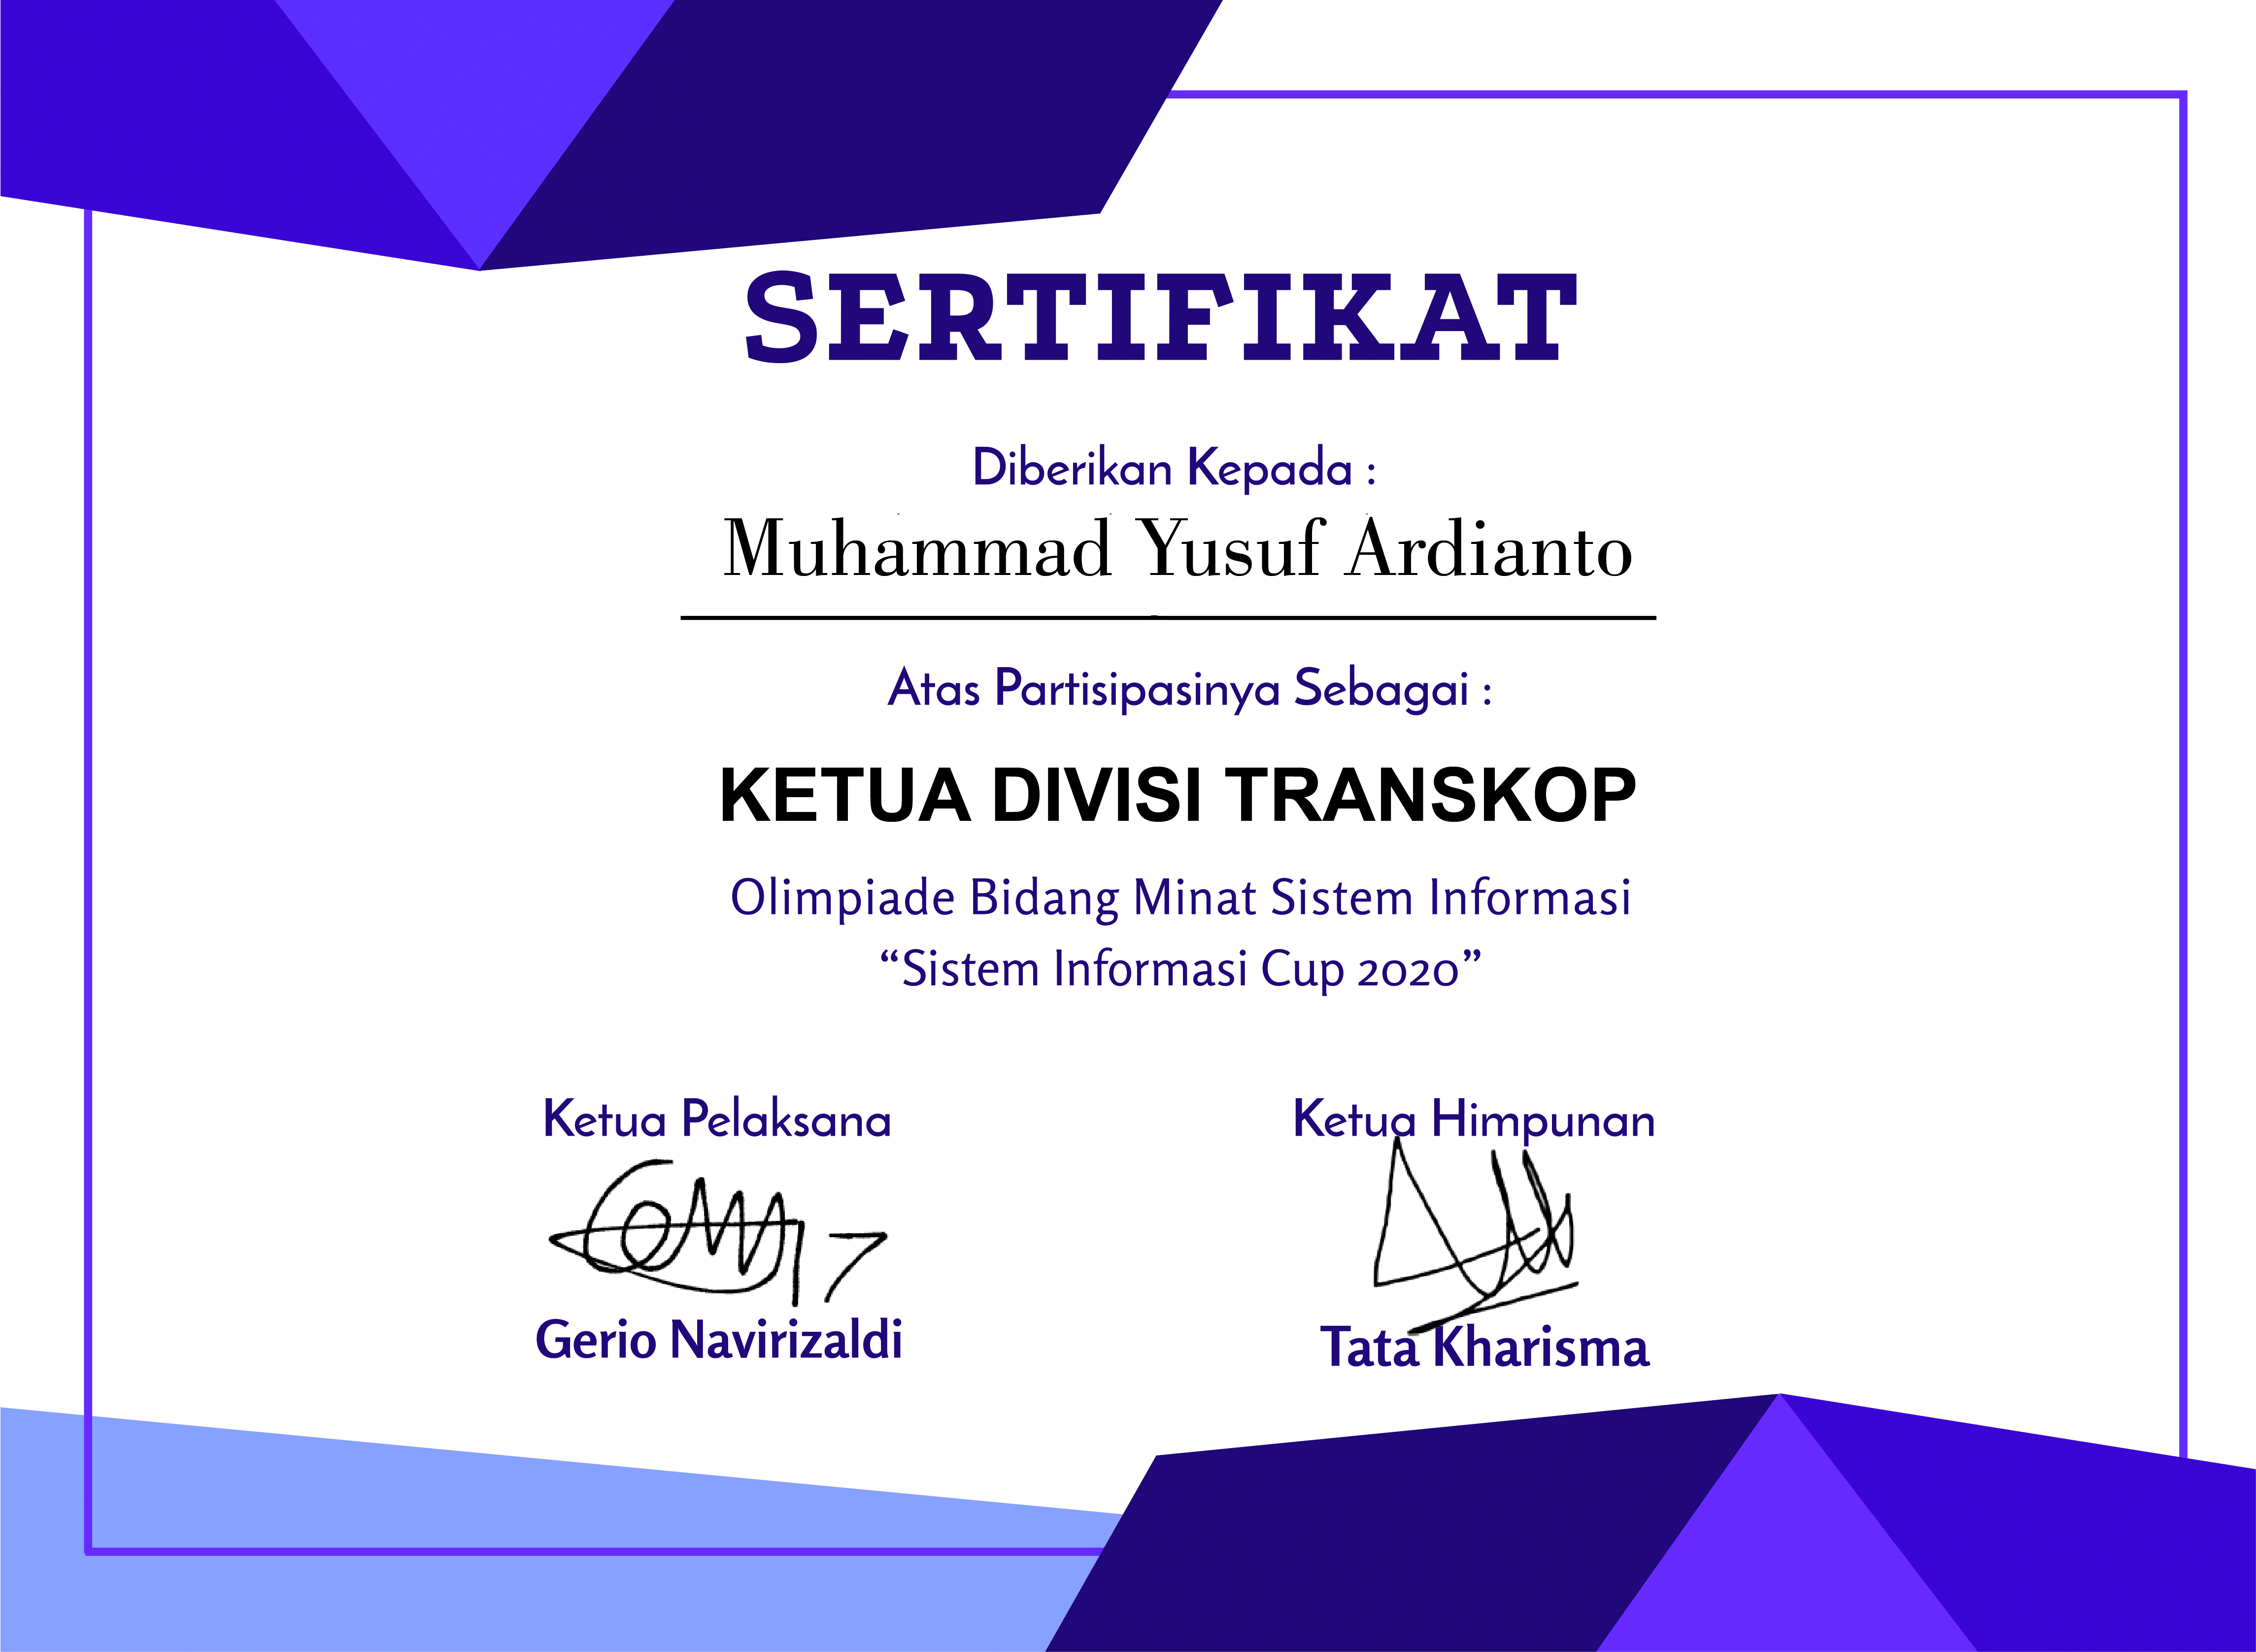 SERTIFIKAT
Diberikan Kepada :
Muhammad Yusuf Ardianto
Atas Partisipasinya Sebagai :
KETUA DIVISI TRANSKOP
Olimpiade Bidang Minat Sistem Informasi
“Sistem Informasi Cup 2020”
Ketua Pelaksana
Ketua Himpunan
Gerio Navirizaldi
Tata Kharisma